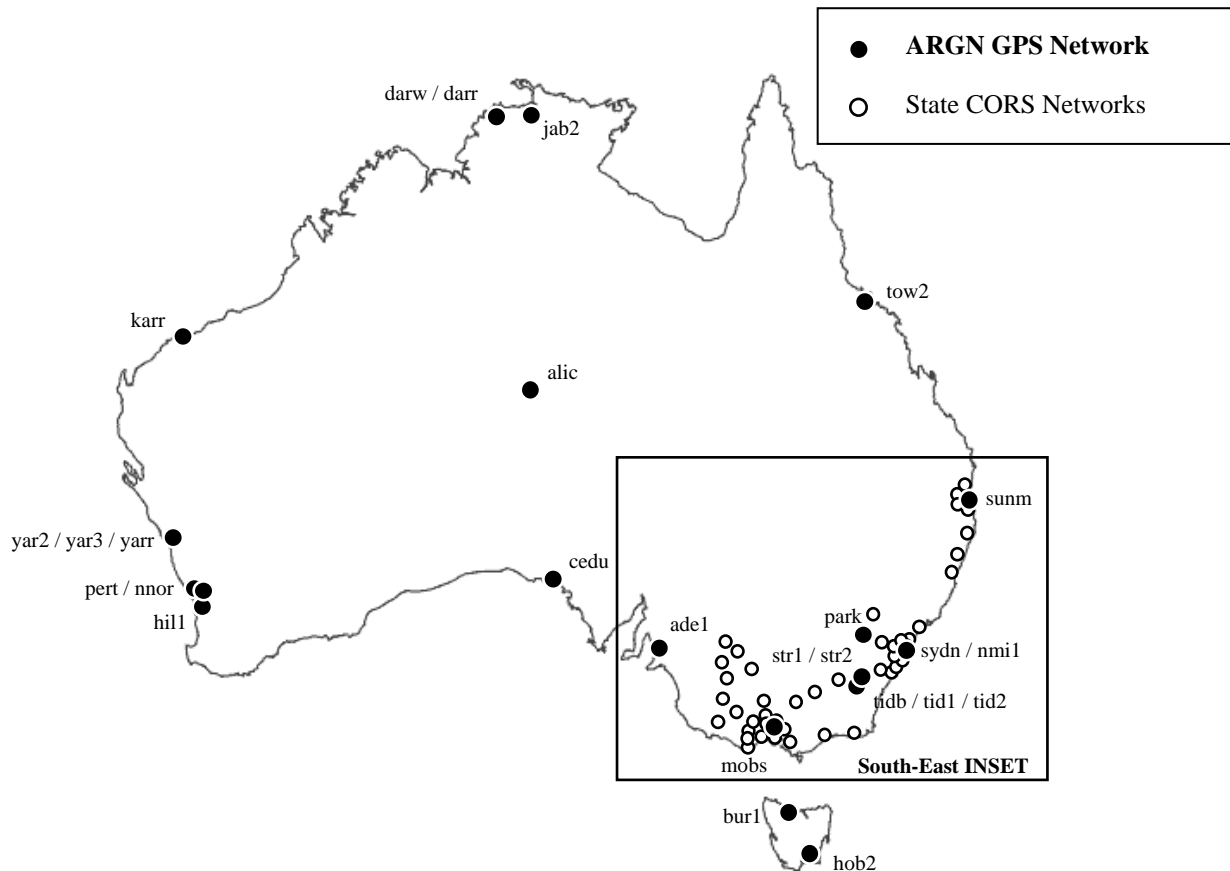 ARGN GPS Network
State CORS Networks
darw / darr
jab2
tow2
karr
alic
sunm
yar2 / yar3 / yarr
cedu
pert / nnor
hil1
park
ade1
str1 / str2
sydn / nmi1
tidb / tid1 / tid2
mobs
South-East INSET
bur1
hob2